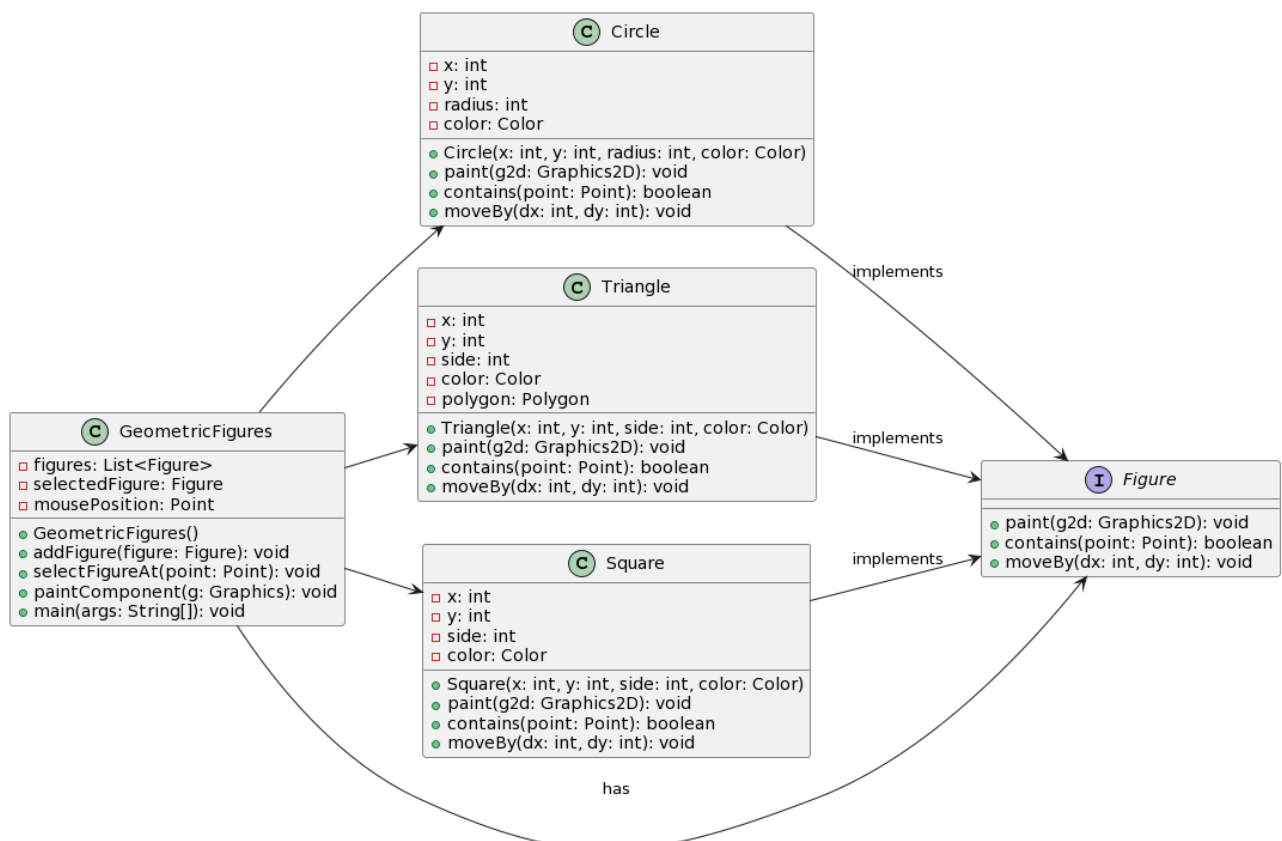 C Circle
x: int
y: int
radius: int
color: Color
Circle(x: int, y: int, radius: int, color: Color)
paint(g2d: Graphics2D): void
contains(point: Point): boolean
moveBy(dx: int, dy: int): void
implements
C Triangle
x: int
y: int
side: int
color: Color
polygon: Polygon
Triangle(x: int, y: int, side: int, color: Color)
paint(g2d: Graphics2D): void
contains(point: Point): boolean
moveBy(dx: int, dy: int): void
implements
C GeometricFigures
figures: List<Figure>
selectedFigure: Figure
mousePosition: Point
GeometricFigures()
addFigure(figure: Figure): void
selectFigureAt(point: Point): void
paintComponent(g: Graphics): void
main(args: String[]): void
I Figure
paint(g2d: Graphics2D): void
contains(point: Point): boolean
moveBy(dx: int, dy: int): void
C Square
x: int
y: int
side: int
color: Color
Square(x: int, y: int, side: int, color: Color)
paint(g2d: Graphics2D): void
contains(point: Point): boolean
moveBy(dx: int, dy: int): void
implements
has